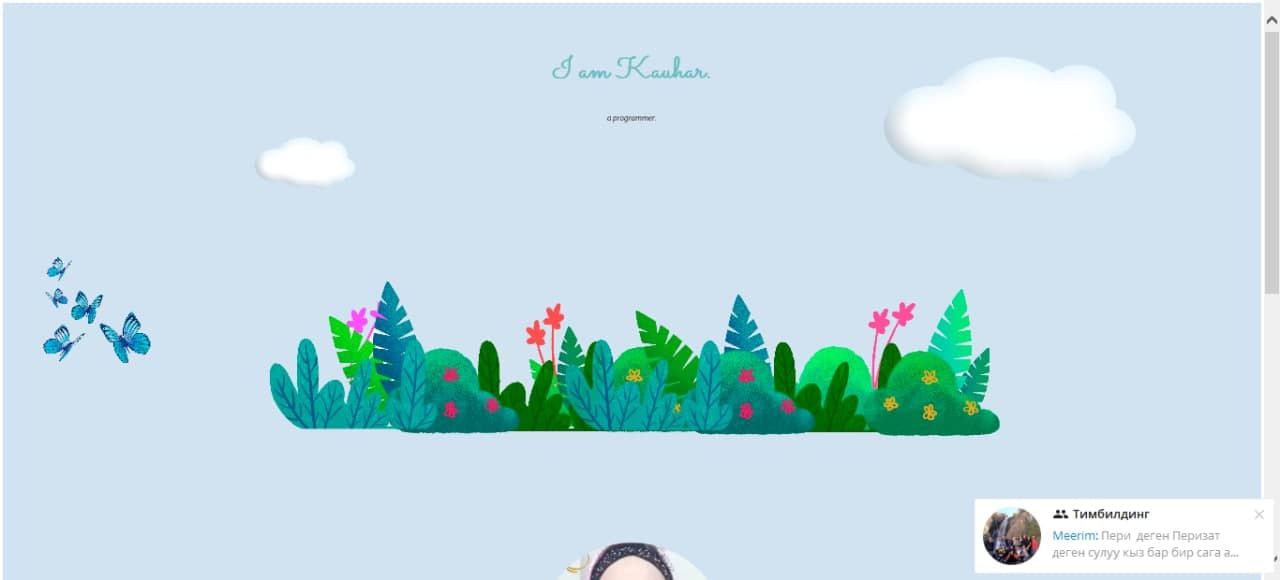 I am Kauhar.
a programmer.
Тимбилдинг
Meerim: Пери деген Перизат
деген сулуу кыз бар бир сага а...